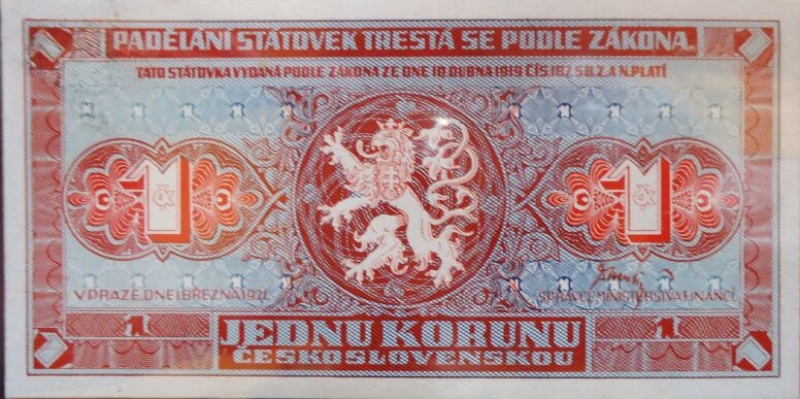 PADĚLÁNÍ STÁTOVEK TRESTÁ SE PODLE ZÁKONA.
TATO STÁTOVKA VYDANÁ PODLE ZÁKONA ZE DNE 10. DUBNA 1919 ČÍS. 187 SB. Z. A N. PLATÍ
1 1
V PRAZE, DNE 1. BŘEZNA
SPRÁVCE MINISTERSTVA FINANCÍ
1 1
JEDNU KORUNU
ČESKOSLOVENSKOU